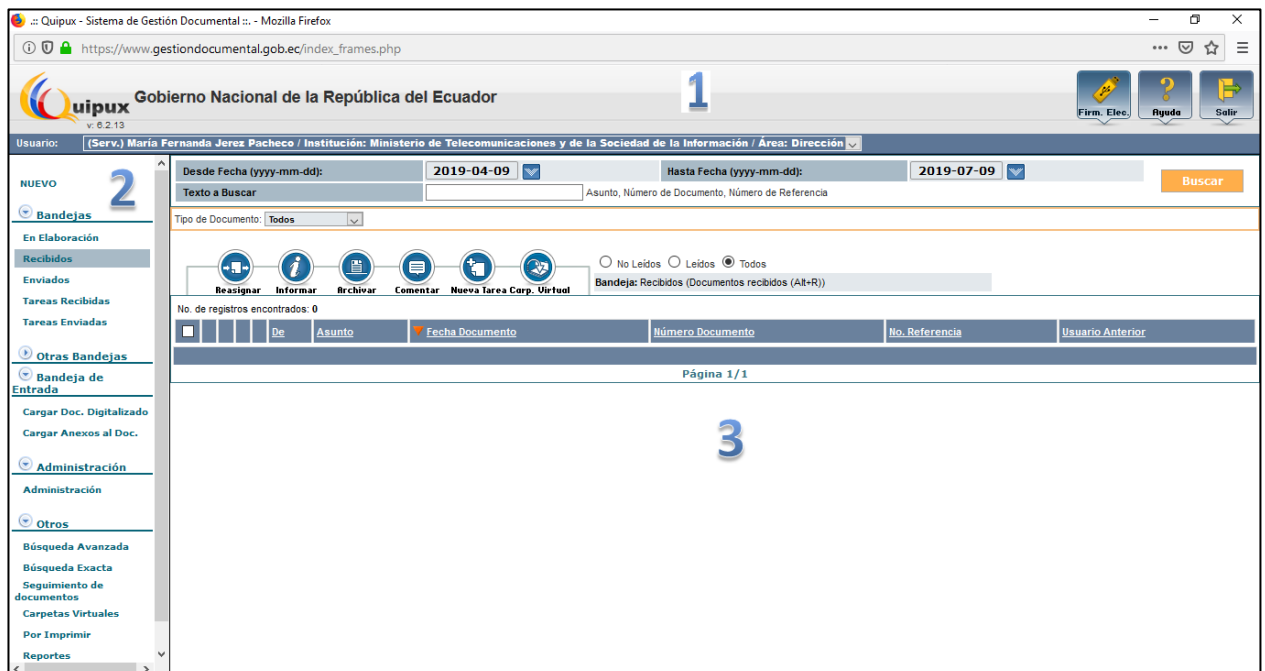 .:: Quipux - Sistema de Gestión Documental ::. - Mozilla Firefox
https://www.gestiondocumental.gob.ec/index_frames.php
Quipux Gobierno Nacional de la República del Ecuador
v: 6.2.13
1
Firm. Elec. Ayuda Salir
Usuario: (Serv.) María Fernanda Jerez Pacheco / Institución: Ministerio de Telecomunicaciones y de la Sociedad de la Información / Área: Dirección
NUEVO
2
Bandejas
En Elaboración
Recibidos
Enviados
Tareas Recibidas
Tareas Enviadas
Otras Bandejas
Bandeja de
Entrada
Cargar Doc. Digitalizado
Cargar Anexos al Doc.
Administración
Administración
Otros
Búsqueda Avanzada
Búsqueda Exacta
Seguimiento de
documentos
Carpetas Virtuales
Por Imprimir
Reportes
Desde Fecha (yyyy-mm-dd): 2019-04-09 Hasta Fecha (yyyy-mm-dd): 2019-07-09
Texto a Buscar Asunto, Número de Documento, Número de Referencia
Buscar
Tipo de Documento: Todos
Reasignar Informar Archivar Comentar Nueva Tarea Carp. Virtual
No Leídos Leídos Todos
Bandeja: Recibidos (Documentos recibidos (Alt+R))
No. de registros encontrados: 0
De Asunto Fecha Documento Número Documento No. Referencia Usuario Anterior
Página 1/1
3